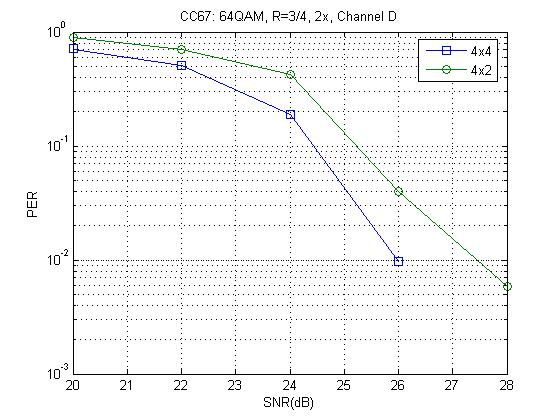 CC67: 64QAM, R=3/4, 2x, Channel D
10^0
10^-1
10^-2
10^-3
PER
4x4
4x2
20 21 22 23 24 25 26 27 28
SNR(dB)